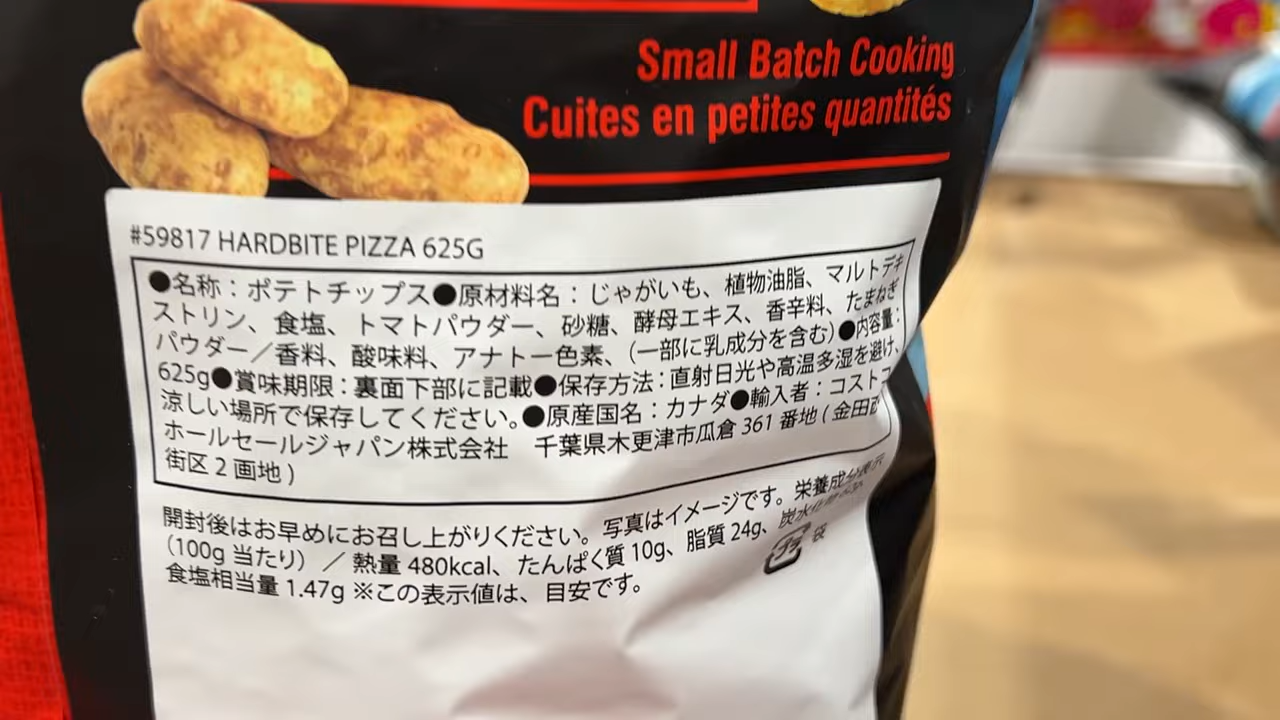 Small Batch Cooking
Cuites en petites quantités
#59817 HARDBITE PIZZA 625G
●名称：ポテトチップス●原材料名：じゃがいも、植物油脂、マルトデキ
ストリン、食塩、トマトパウダー、砂糖、酵母エキス、香辛料、たまねぎ
パウダー／香料、酸味料、アナトー色素、（一部に乳成分を含む）●内容量：
625g●賞味期限：裏面下部に記載●保存方法：直射日光や高温多湿を避け、
涼しい場所で保存してください。●原産国名：カナダ●輸入者：コストコ
ホールセールジャパン株式会社 千葉県木更津市瓜倉 361 番地 ( 金田西
街区 2 画地 )
開封後はお早めにお召し上がりください。写真はイメージです。栄養成分表示
（100g 当たり）／ 熱量 480kcal、たんぱく質 10g、脂質 24g、炭水化物
食塩相当量 1.47g ※この表示値は、目安です。
プラ 袋